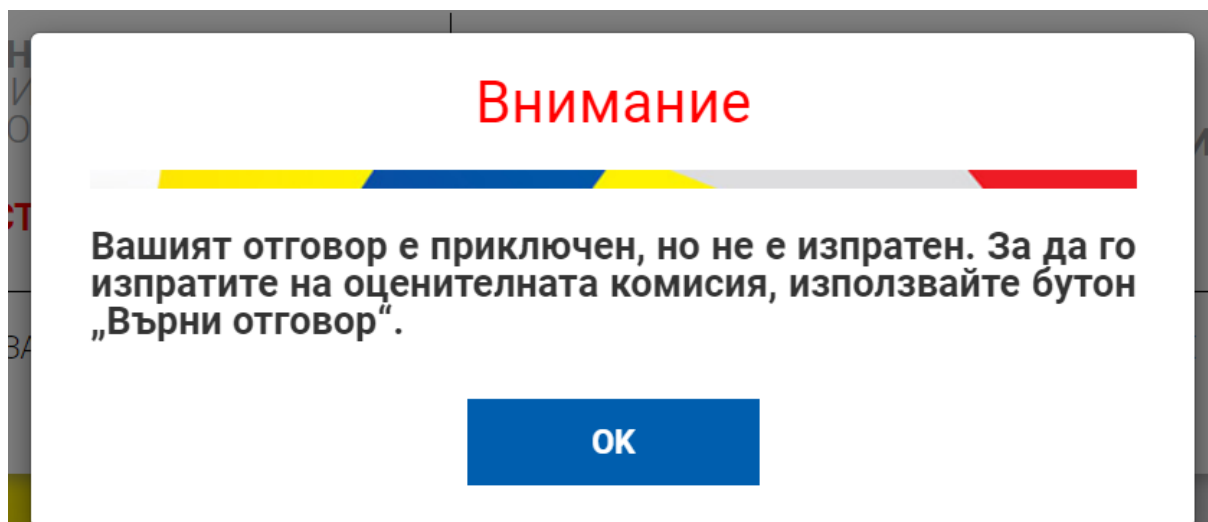 Внимание
Вашият отговор е приключен, но не е изпратен. За да го
изпратите на оценителната комисия, използвайте бутон
„Върни отговор“.
OK